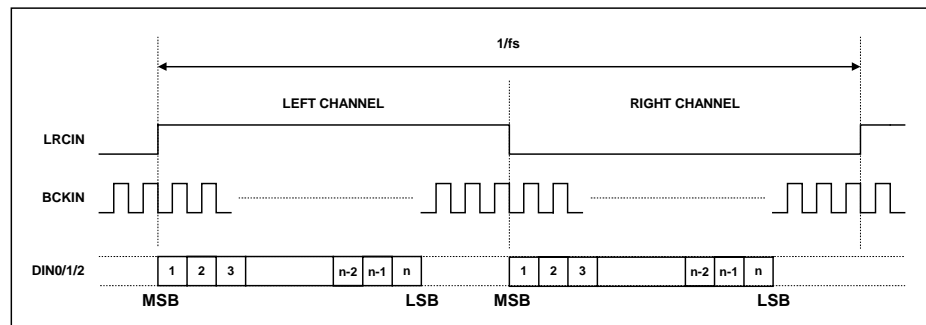 1/fs
LEFT CHANNEL RIGHT CHANNEL
LRCIN
BCKIN
DIN0/1/2 1 2 3 n-2 n-1 n 1 2 3 n-2 n-1 n
MSB LSB MSB LSB